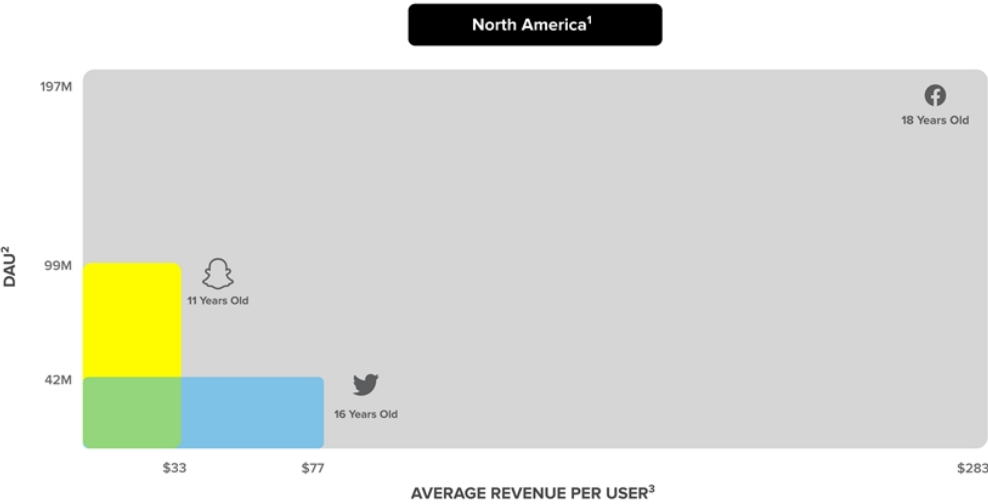 North America¹
197M
18 Years Old
DAU²
99M
11 Years Old
42M
16 Years Old
$33
$77
$283
AVERAGE REVENUE PER USER³